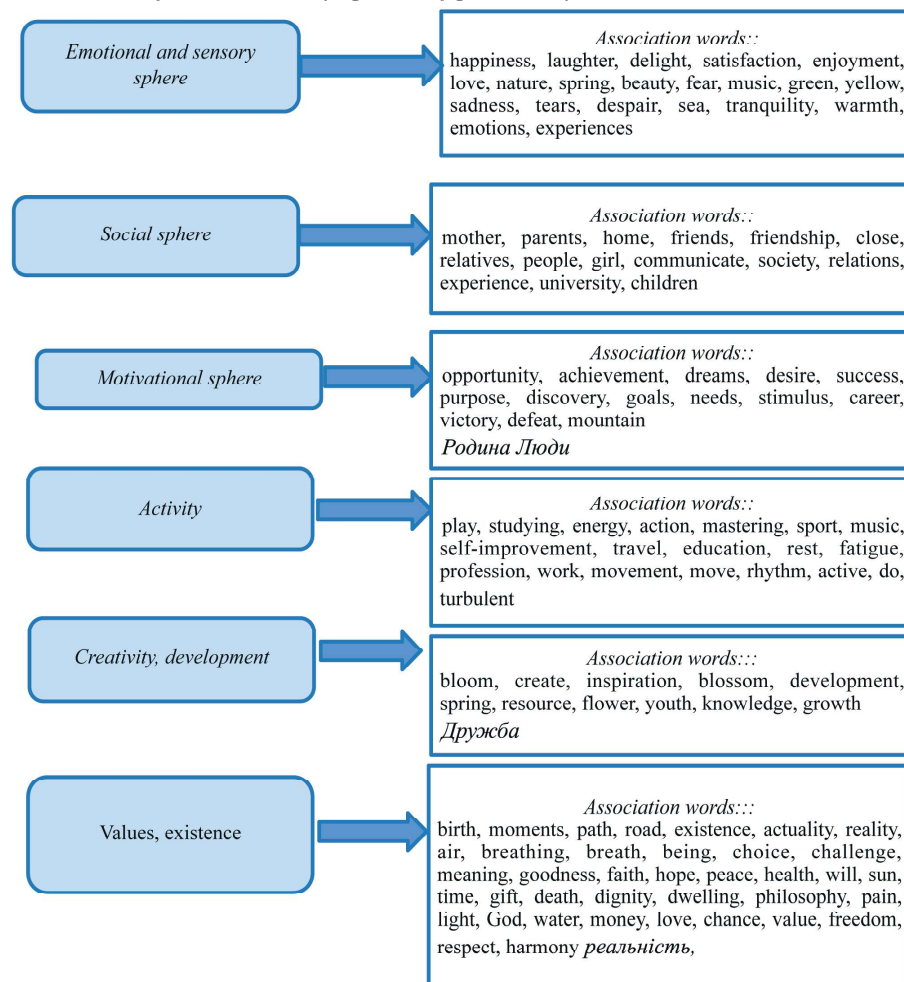 Emotional and sensory
sphere
Association words::
happiness, laughter, delight, satisfaction, enjoyment,
love, nature, spring, beauty, fear, music, green, yellow,
sadness, tears, despair, sea, tranquility, warmth,
emotions, experiences
Social sphere
Association words::
mother, parents, home, friends, friendship, close,
relatives, people, girl, communicate, society, relations,
experience, university, children
Motivational sphere
Association words::
opportunity, achievement, dreams, desire, success,
purpose, discovery, goals, needs, stimulus, career,
victory, defeat, mountain
Родина Люди
Activity
Association words::
play, studying, energy, action, mastering, sport, music,
self-improvement, travel, education, rest, fatigue,
profession, work, movement, move, rhythm, active, do,
turbulent
Creativity, development
Association words:::
bloom, create, inspiration, blossom, development,
spring, resource, flower, youth, knowledge, growth
Дружба
Values, existence
Association words:::
birth, moments, path, road, existence, actuality, reality,
air, breathing, breath, being, choice, challenge,
meaning, goodness, faith, hope, peace, health, will, sun,
time, gift, death, dignity, dwelling, philosophy, pain,
light, God, water, money, love, chance, value, freedom,
respect, harmony реальність,